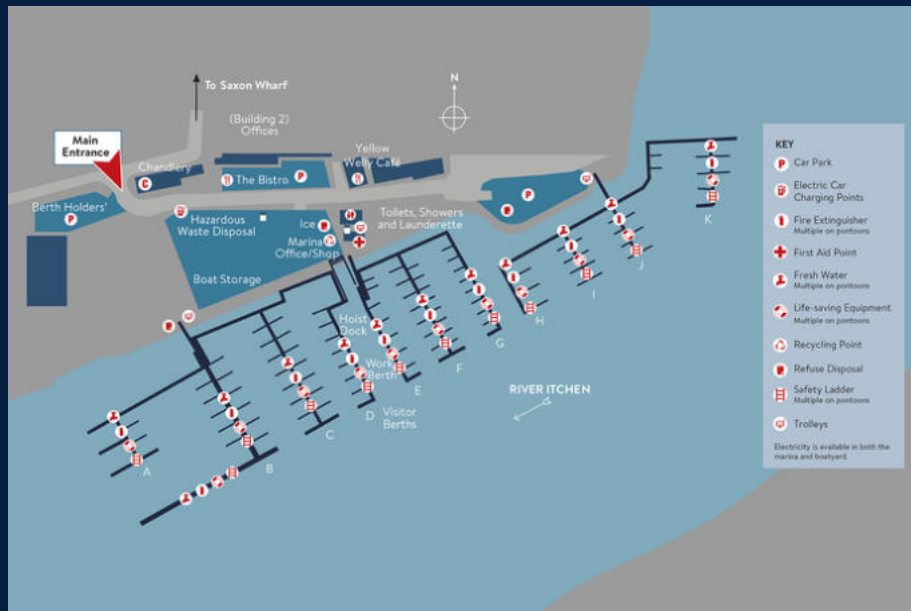 To Saxon Wharf
(Building 2)
Offices
N
Main
Entrance
Chandlery
C
Yellow
Welly Café
The Bistro
P
Berth Holders'
P
Hazardous
Waste Disposal
Ice
Marina
Office/Shop
Toilets, Showers
and Launderette
P
Boat Storage
Hoist
Dock
Work
Berth
Visitor
Berths
RIVER ITCHEN
A
B
C
D
E
F
G
H
I
J
K
KEY
P Car Park
Electric Car
Charging Points
Fire Extinguisher
Multiple on pontoons
First Aid Point
Fresh Water
Multiple on pontoons
Life-saving Equipment
Multiple on pontoons
Recycling Point
Refuse Disposal
Safety Ladder
Multiple on pontoons
Trolleys
Electricity is available in both the
marina and boatyard.